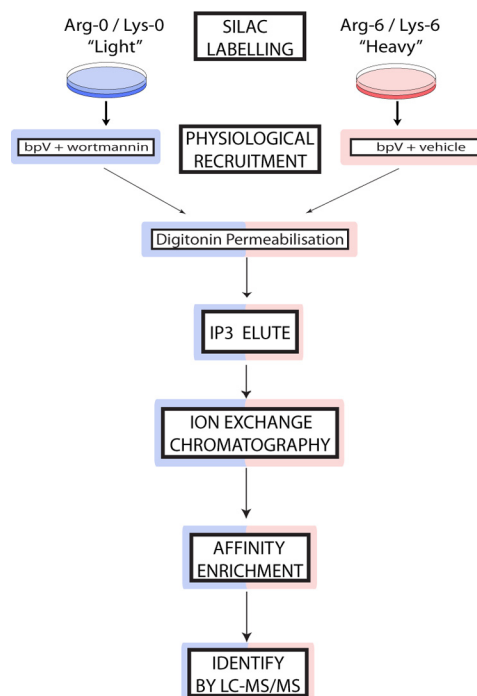 Arg-0 / Lys-0
“Light”
SILAC
LABELLING
Arg-6 / Lys-6
“Heavy”
bpV + wortmannin
PHYSIOLOGICAL
RECRUITMENT
bpV + vehicle
Digitonin Permeabilisation
IP3 ELUTE
ION EXCHANGE
CHROMATOGRAPHY
AFFINITY
ENRICHMENT
IDENTIFY
BY LC-MS/MS